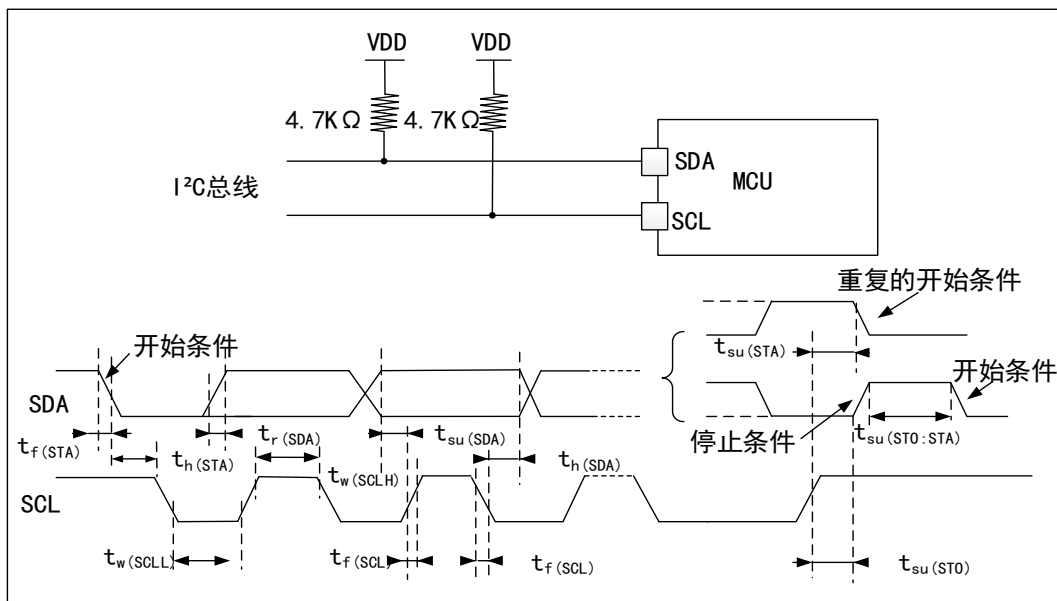 VDD VDD
4.7KΩ 4.7KΩ
SDA
MCU
I²C总线
SCL
重复的开始条件
开始条件
tsu(STA)
开始条件
SDA
停止条件
tsu(STO:STA)
tf(STA)
th(STA)
tr(SDA)
tsu(SDA)
tw(SCLH)
th(SDA)
SCL
tw(SCLL)
tf(SCL)
tf(SCL)
tsu(STO)